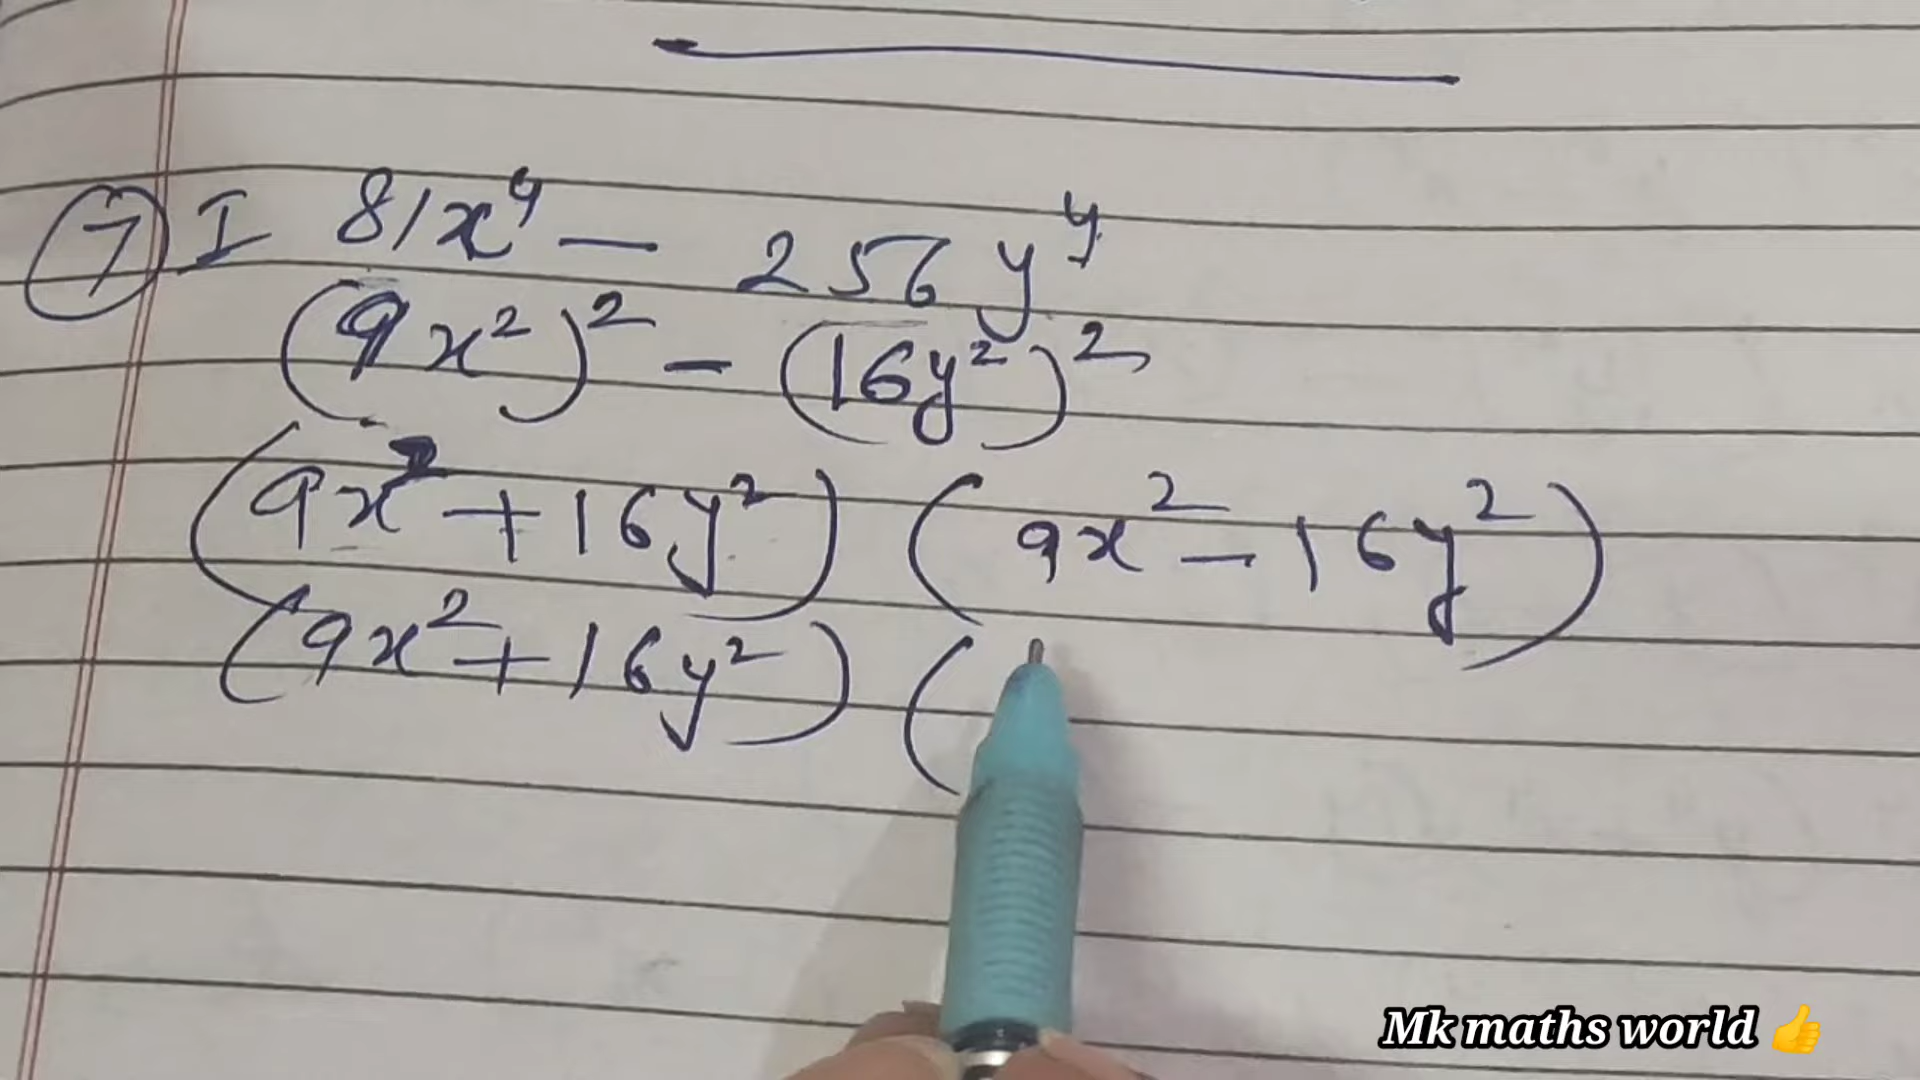 7 I 81x⁴ - 256y⁴
(9x²)² - (16y²)²
(9x² + 16y²) (9x² - 16y²)
(9x² + 16y²) (
Mk maths world 👍